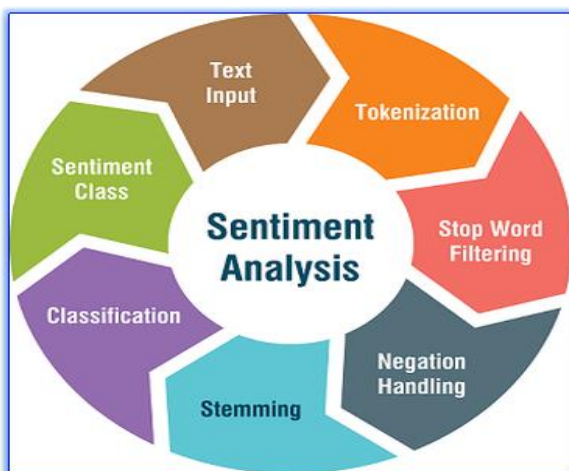 Text
Input
Tokenization
Stop Word
Filtering
Negation
Handling
Stemming
Classification
Sentiment
Class
Sentiment
Analysis